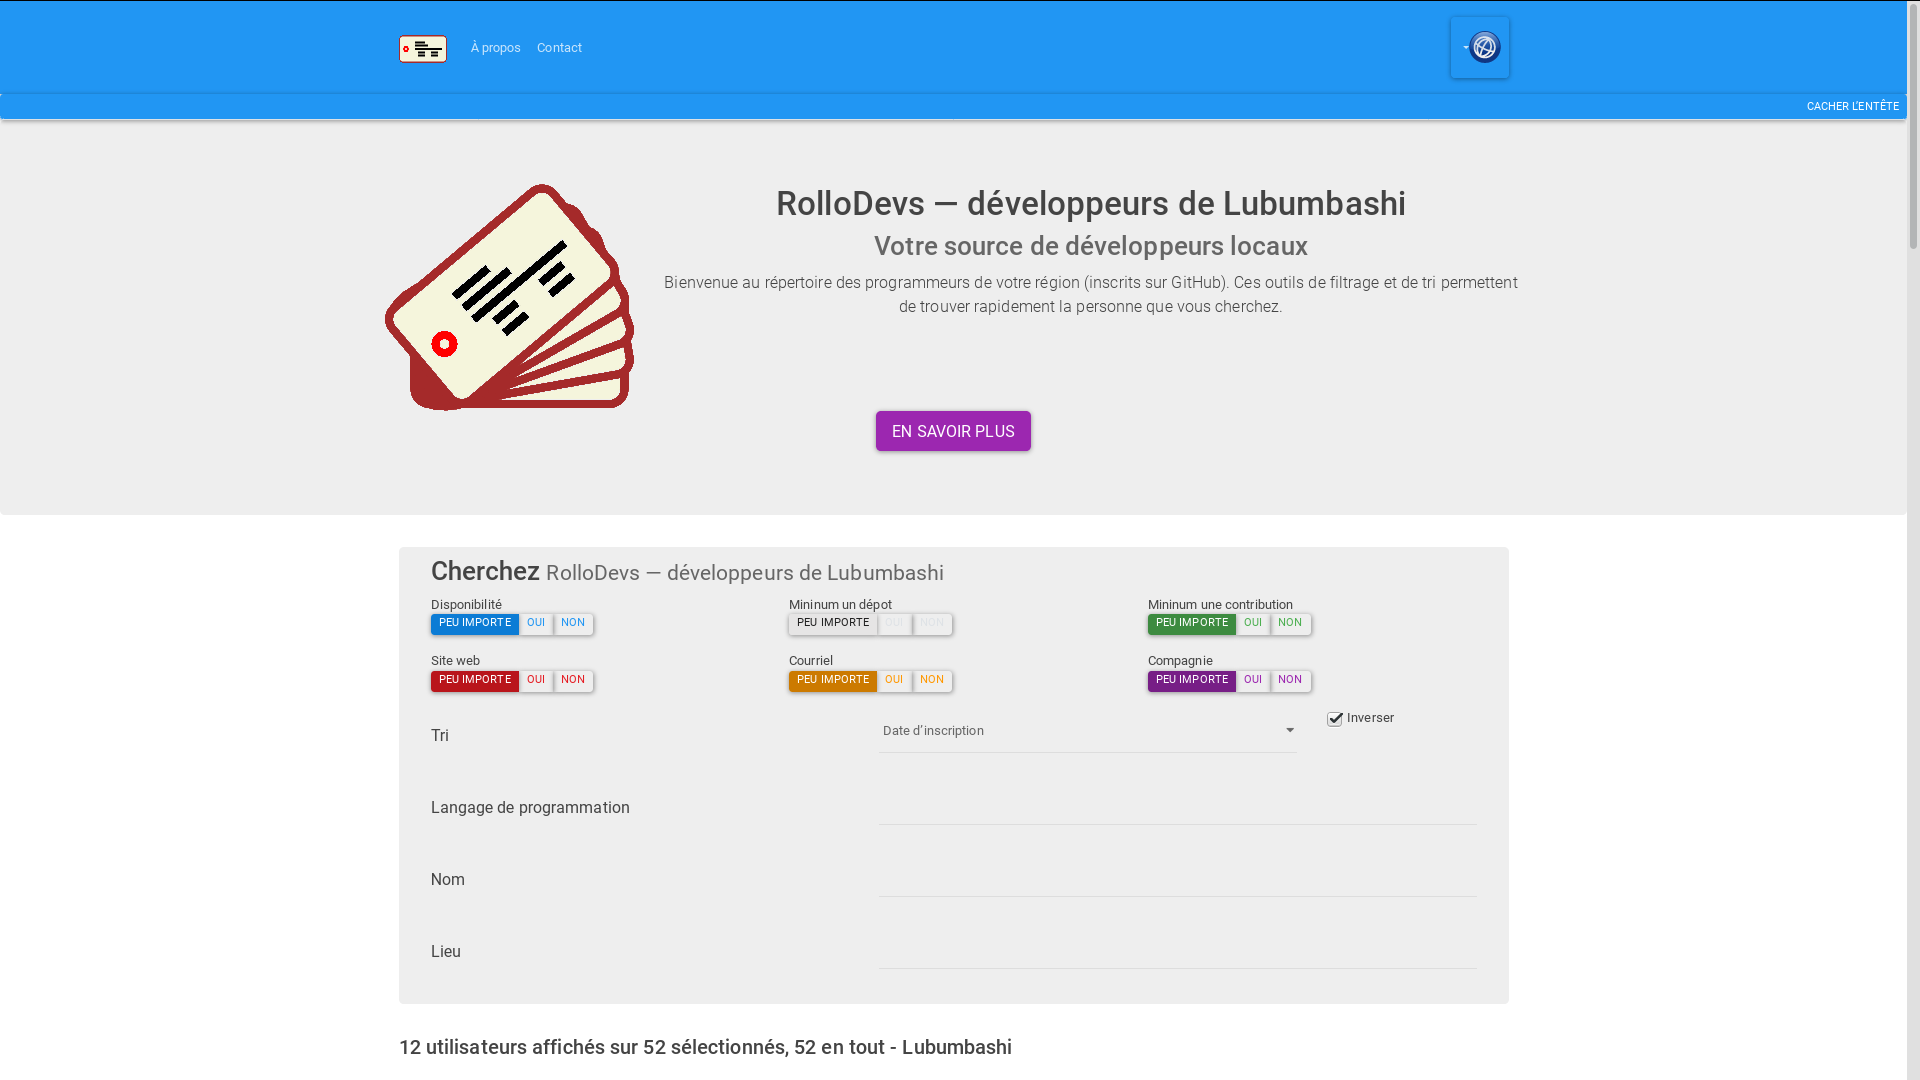 À propos
Contact
CACHER L'ENTÊTE
RolloDevs — développeurs de Lubumbashi
Votre source de développeurs locaux
Bienvenue au répertoire des programmeurs de votre région (inscrits sur GitHub). Ces outils de filtrage et de tri permettent
de trouver rapidement la personne que vous cherchez.
EN SAVOIR PLUS
Cherchez RolloDevs — développeurs de Lubumbashi
Disponibilité
PEU IMPORTE OUI NON
Mininum un dépot
PEU IMPORTE OUI NON
Mininum une contribution
PEU IMPORTE OUI NON
Site web
PEU IMPORTE OUI NON
Courriel
PEU IMPORTE OUI NON
Compagnie
PEU IMPORTE OUI NON
Tri
Date d’inscription
Inverser
Langage de programmation
Nom
Lieu
12 utilisateurs affichés sur 52 sélectionnés, 52 en tout - Lubumbashi